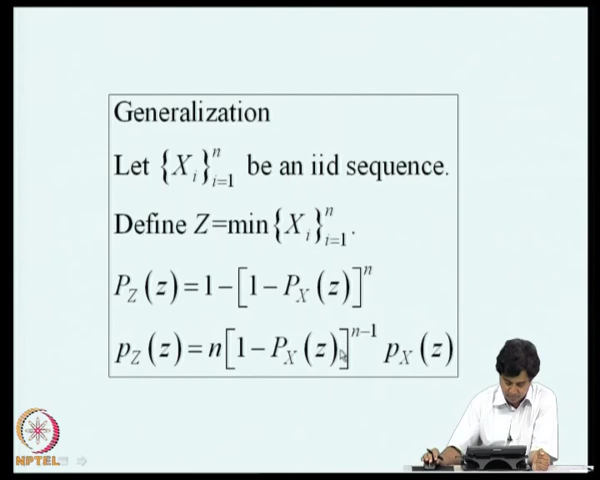 Generalization
Let {X_i}_{i=1}^{n} be an iid sequence.
Define Z=min{X_i}_{i=1}^{n}.
P_Z(z)=1−[1−P_X(z)]^n
p_Z(z)=n[1−P_X(z)]^{n−1} p_X(z)
NPTEL